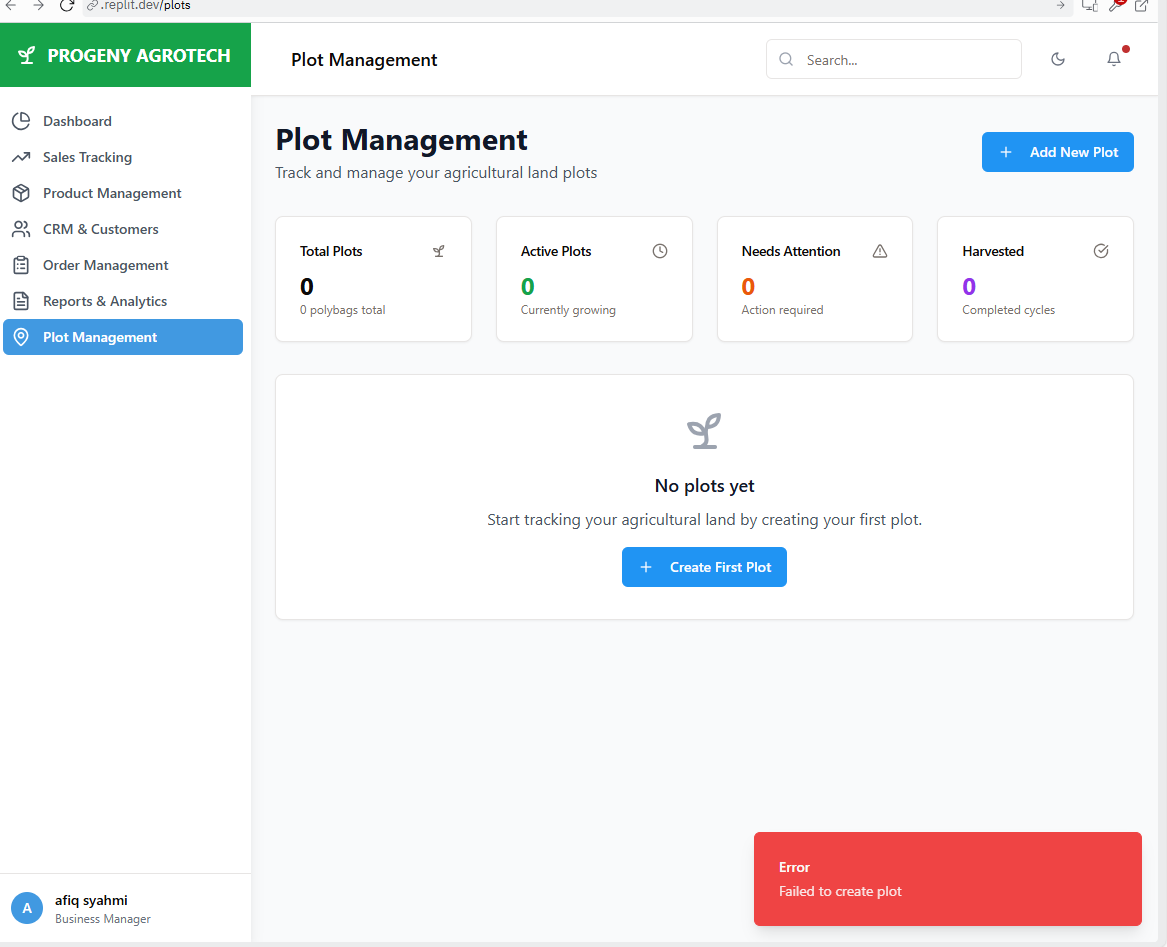 .replit.dev/plots
PROGENY AGROTECH
Plot Management
Search...
Dashboard
Sales Tracking
Product Management
CRM & Customers
Order Management
Reports & Analytics
Plot Management
Plot Management
Track and manage your agricultural land plots
Add New Plot
Total Plots
0
0 polybags total
Active Plots
0
Currently growing
Needs Attention
0
Action required
Harvested
0
Completed cycles
No plots yet
Start tracking your agricultural land by creating your first plot.
Create First Plot
Error
Failed to create plot
A
afiq syahmi
Business Manager